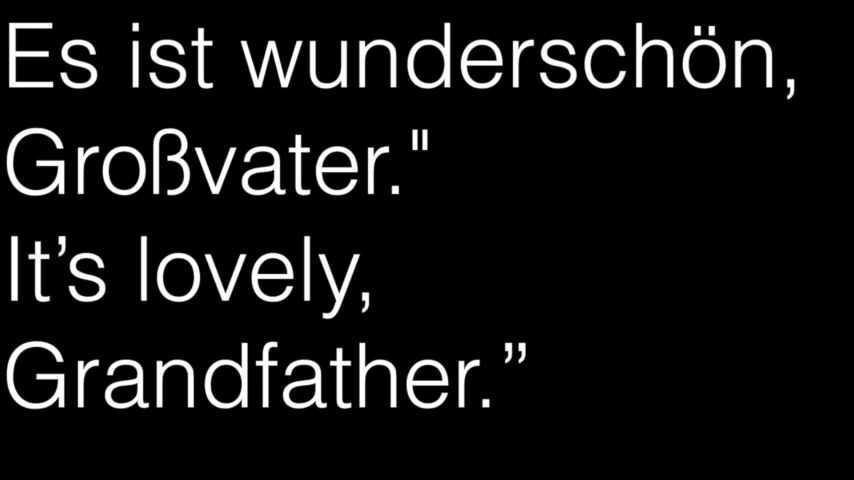 Es ist wunderschön,
Großvater."
It’s lovely,
Grandfather.”